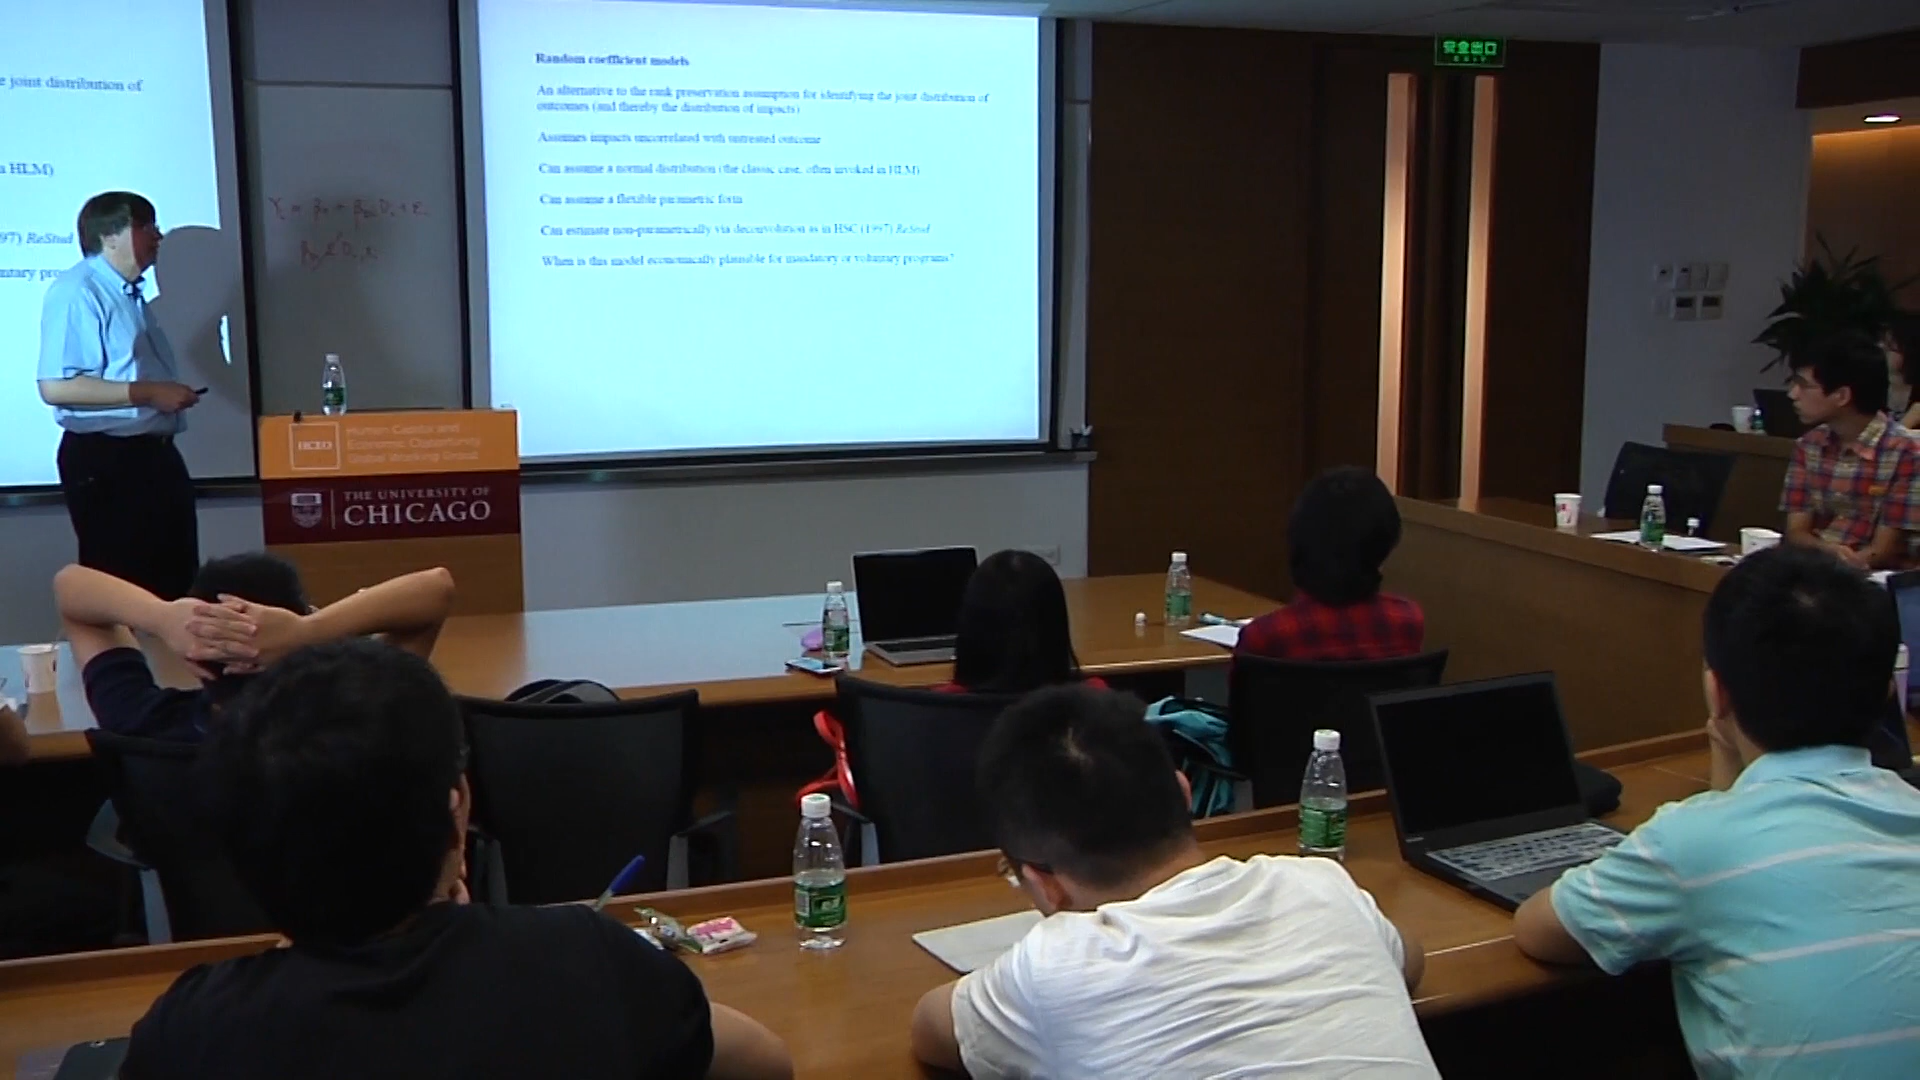 Random coefficient models
An alternative to the rank preservation assumption for identifying the joint distribution of
outcomes (and thereby the distribution of impacts)
Assumes impacts uncorrelated with untreated outcome
Can assume a normal distribution (the classic case, often invoked in HLM)
Can assume a flexible parametric form
Can estimate non-parametrically via deconvolution as in HSC (1997) ReStud
When is this model economically plausible for mandatory or voluntary programs?
e joint distribution of
n HLM)
97) ReStud
ntary pro
安全出口
EXIT
HCEO
Human Capital and
Economic Opportunity
Global Working Group
THE UNIVERSITY OF
CHICAGO